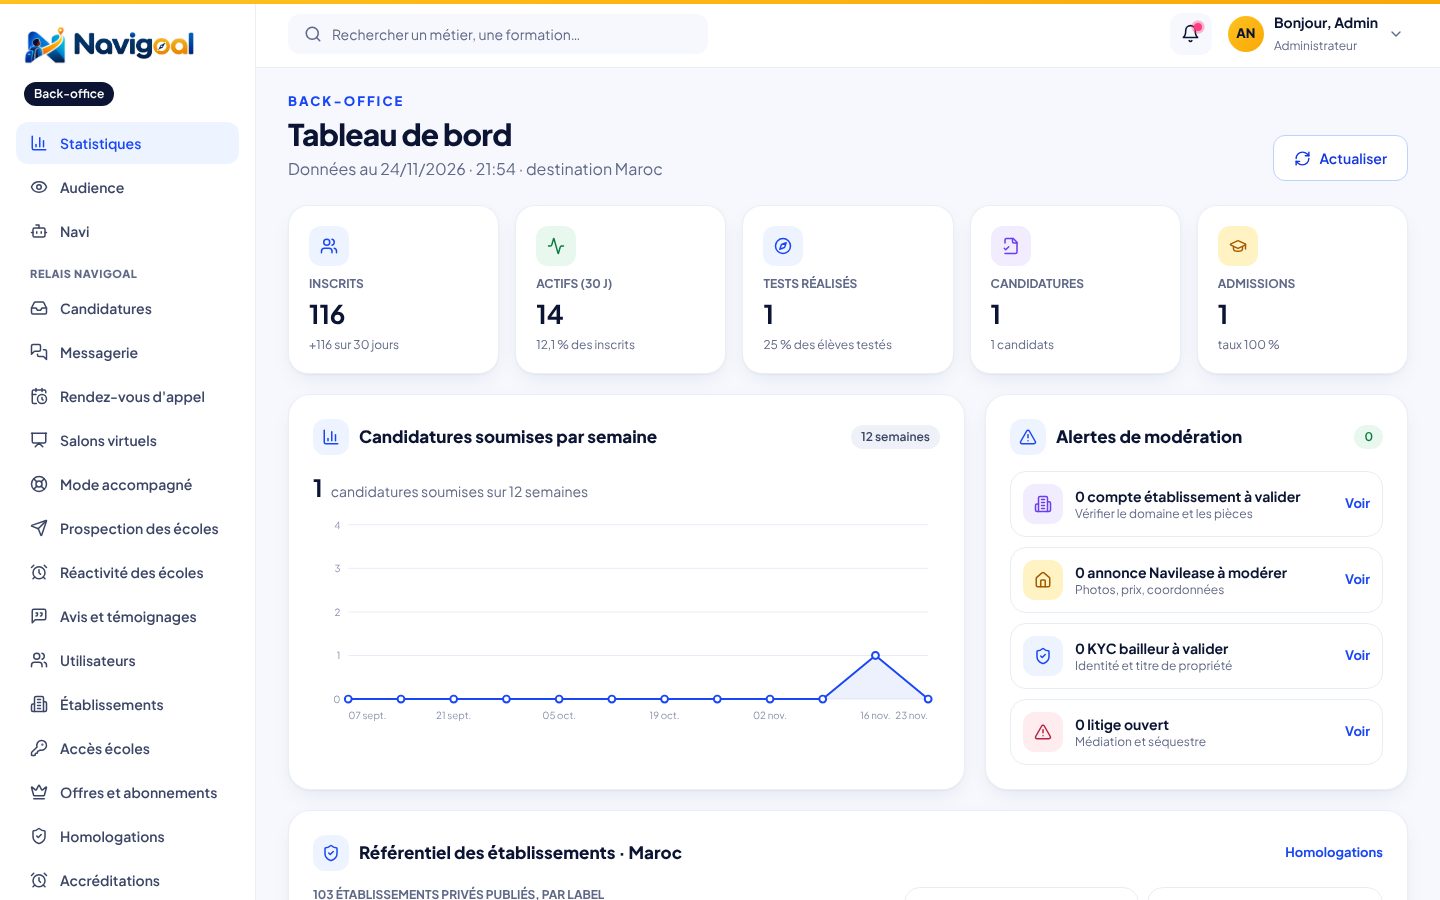 Navigoal
Back-office
Statistiques
Audience
Navi
RELAIS NAVIGOAL
Candidatures
Messagerie
Rendez-vous d'appel
Salons virtuels
Mode accompagné
Prospection des écoles
Réactivité des écoles
Avis et témoignages
Utilisateurs
Établissements
Accès écoles
Offres et abonnements
Homologations
Accréditations
Rechercher un métier, une formation...
AN
Bonjour, Admin
Administrateur
BACK-OFFICE
Tableau de bord
Données au 24/11/2026 · 21:54 · destination Maroc
Actualiser
INSCRITS
116
+116 sur 30 jours
ACTIFS (30 J)
14
12,1 % des inscrits
TESTS RÉALISÉS
1
25 % des élèves testés
CANDIDATURES
1
1 candidats
ADMISSIONS
1
taux 100 %
Candidatures soumises par semaine
12 semaines
1 candidatures soumises sur 12 semaines
4
3
2
1
0
07 sept. 21 sept. 05 oct. 19 oct. 02 nov. 16 nov. 23 nov.
Alertes de modération
0
0 compte établissement à valider
Vérifier le domaine et les pièces
Voir
0 annonce Navilease à modérer
Photos, prix, coordonnées
Voir
0 KYC bailleur à valider
Identité et titre de propriété
Voir
0 litige ouvert
Médiation et séquestre
Voir
Référentiel des établissements · Maroc
Homologations
103 ÉTABLISSEMENTS PRIVÉS PUBLIÉS, PAR LABEL